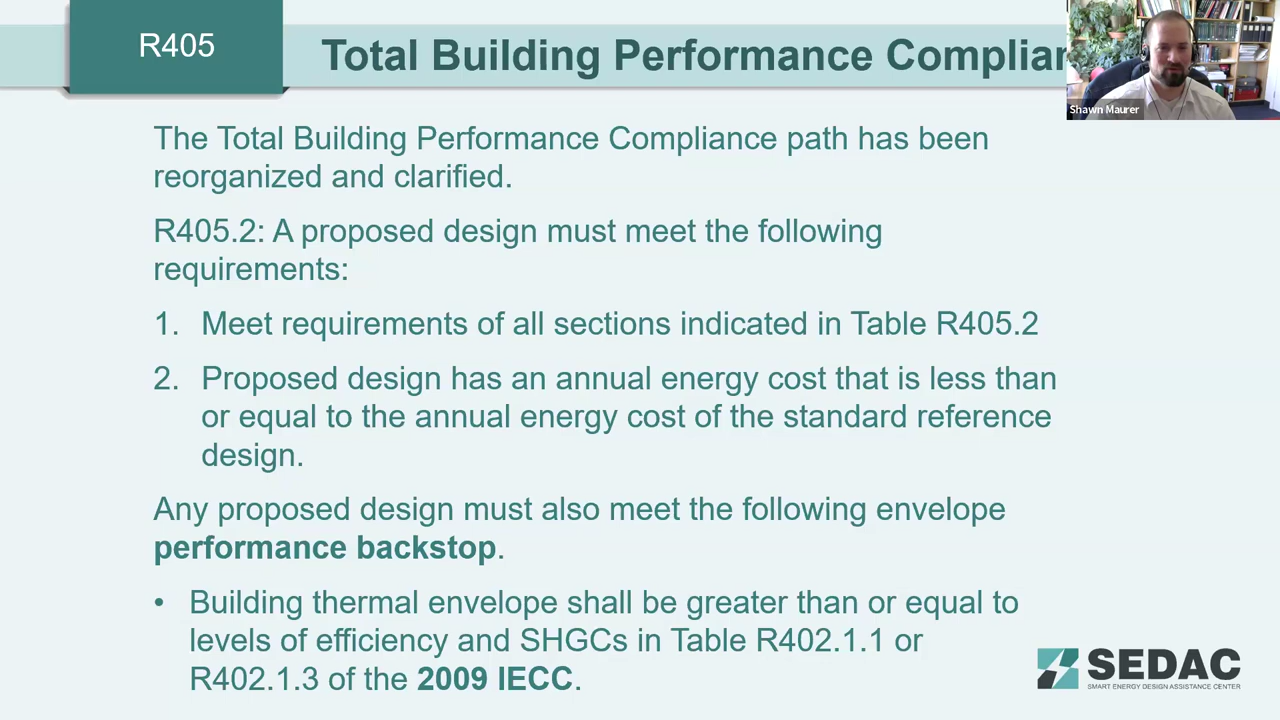 R405
Total Building Performance Complian
Shawn Maurer
The Total Building Performance Compliance path has been
reorganized and clarified.
R405.2: A proposed design must meet the following
requirements:
1. Meet requirements of all sections indicated in Table R405.2
2. Proposed design has an annual energy cost that is less than
or equal to the annual energy cost of the standard reference
design.
Any proposed design must also meet the following envelope
performance backstop.
• Building thermal envelope shall be greater than or equal to
levels of efficiency and SHGCs in Table R402.1.1 or
R402.1.3 of the 2009 IECC.
SEDAC
SMART ENERGY DESIGN ASSISTANCE CENTER